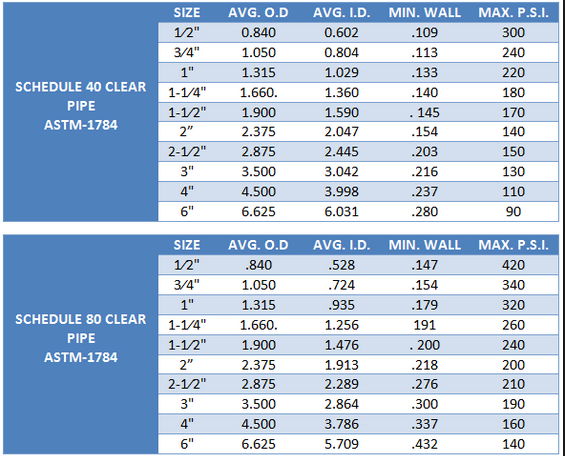 SIZE AVG. O.D AVG. I.D. MIN. WALL MAX. P.S.I.
SCHEDULE 40 CLEAR
PIPE
ASTM-1784
1/2" 0.840 0.602 .109 300
3/4" 1.050 0.804 .113 240
1" 1.315 1.029 .133 220
1-1/4" 1.660. 1.360 .140 180
1-1/2" 1.900 1.590 . 145 170
2” 2.375 2.047 .154 140
2-1/2" 2.875 2.445 .203 150
3" 3.500 3.042 .216 130
4" 4.500 3.998 .237 110
6" 6.625 6.031 .280 90
SIZE AVG. O.D AVG. I.D. MIN. WALL MAX. P.S.I.
SCHEDULE 80 CLEAR
PIPE
ASTM-1784
1/2" .840 .528 .147 420
3/4" 1.050 .724 .154 340
1" 1.315 .935 .179 320
1-1/4" 1.660. 1.256 191 260
1-1/2" 1.900 1.476 . 200 240
2” 2.375 1.913 .218 200
2-1/2" 2.875 2.289 .276 210
3" 3.500 2.864 .300 190
4" 4.500 3.786 .337 160
6" 6.625 5.709 .432 140